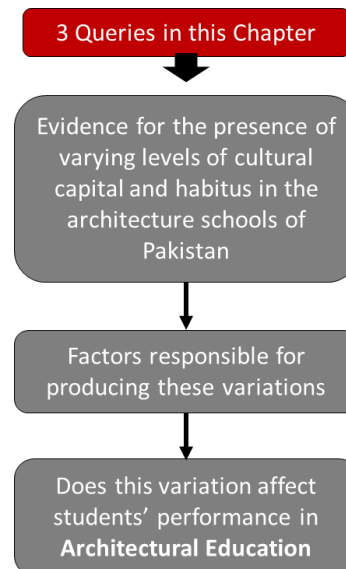 3 Queries in this Chapter
Evidence for the presence of
varying levels of cultural
capital and habitus in the
architecture schools of
Pakistan
Factors responsible for
producing these variations
Does this variation affect
students’ performance in
Architectural Education